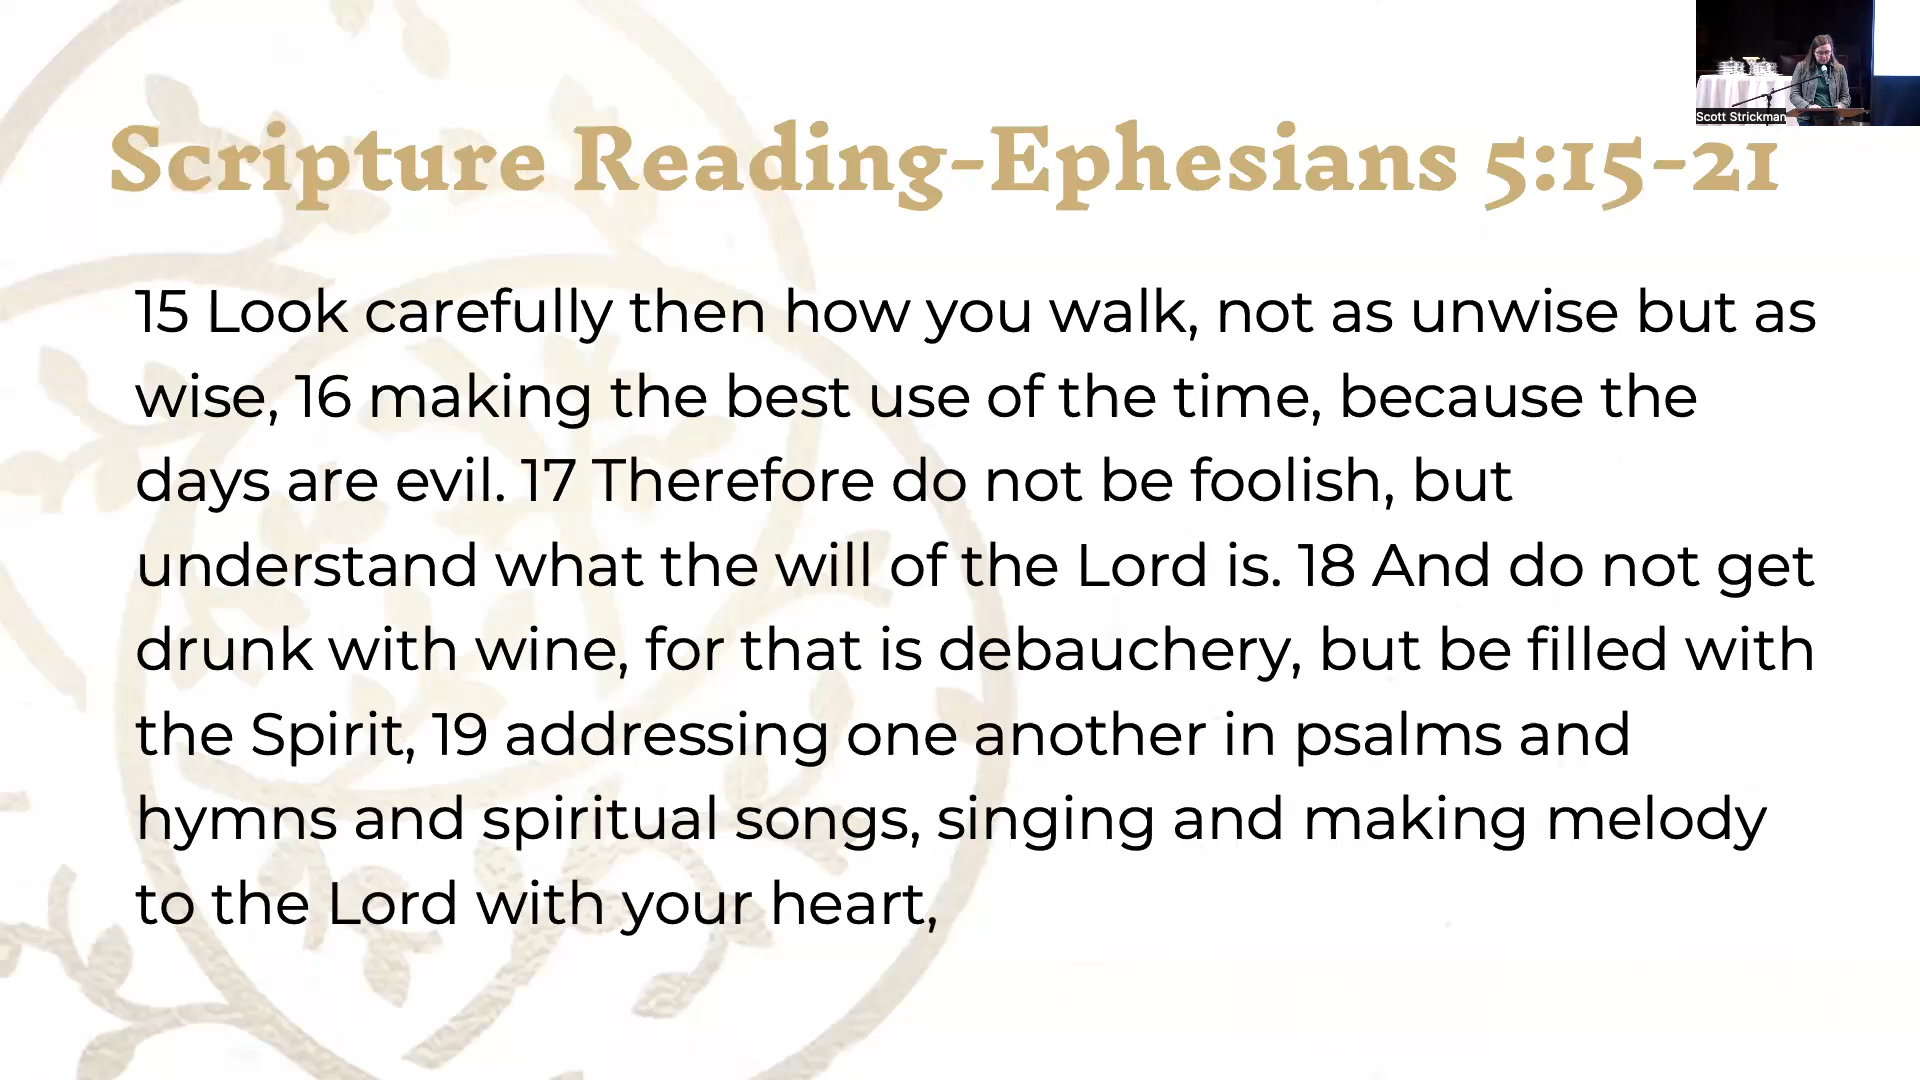 Scott Strickman
Scripture Reading-Ephesians 5:15-21
15 Look carefully then how you walk, not as unwise but as
wise, 16 making the best use of the time, because the
days are evil. 17 Therefore do not be foolish, but
understand what the will of the Lord is. 18 And do not get
drunk with wine, for that is debauchery, but be filled with
the Spirit, 19 addressing one another in psalms and
hymns and spiritual songs, singing and making melody
to the Lord with your heart,